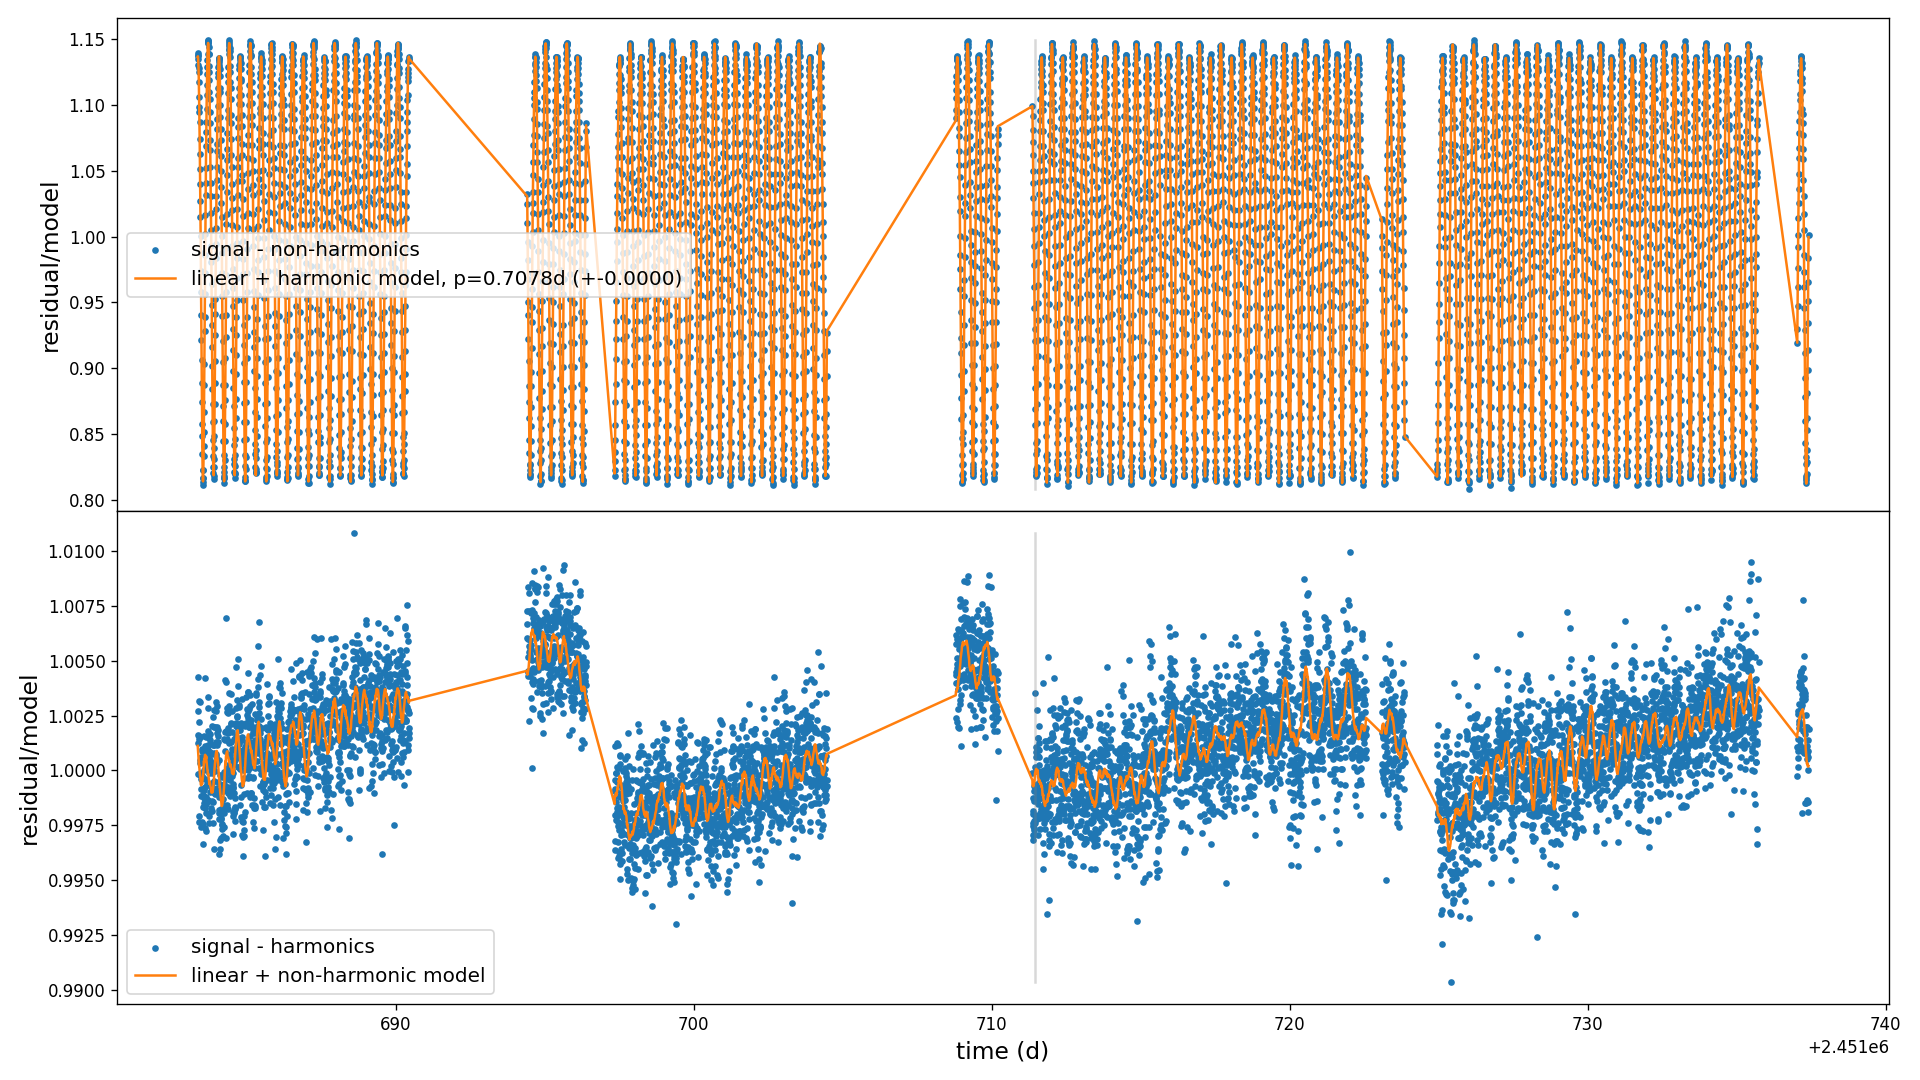 1.15
1.10
1.05
1.00
0.95
0.90
0.85
0.80
residual/model
signal - non-harmonics
linear + harmonic model, p=0.7078d (+-0.0000)
1.0100
1.0075
1.0050
1.0025
1.0000
0.9975
0.9950
0.9925
0.9900
residual/model
signal - harmonics
linear + non-harmonic model
690
700
710
720
730
740
time (d)
+2.451e6